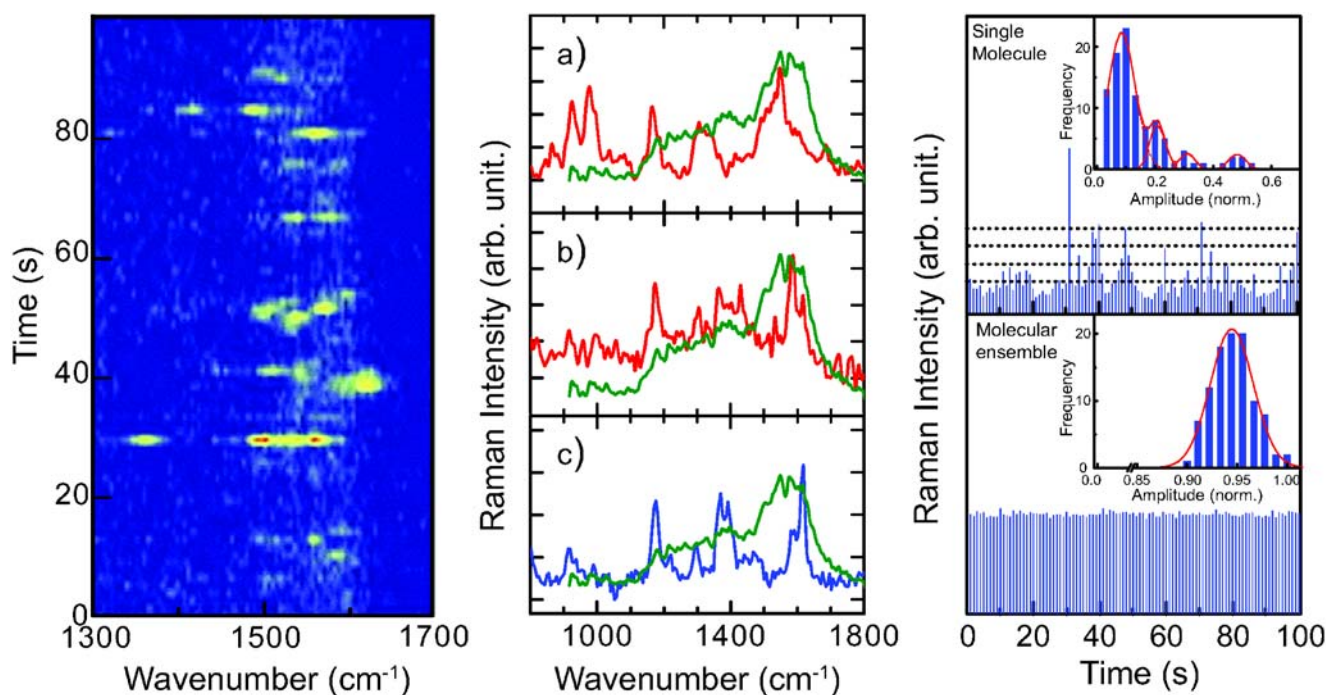 Time (s)
80
60
40
20
0
1300
1500
1700
Wavenumber (cm⁻¹)
Raman Intensity (arb. unit.)
a)
b)
c)
1000
1400
1800
Wavenumber (cm⁻¹)
Raman Intensity (arb. unit.)
Single
Molecule
Frequency
20
10
0
0.0
0.2
0.4
0.6
Amplitude (norm.)
Molecular
ensemble
Frequency
20
10
0
0.0
0.85
0.90
0.95
1.00
Amplitude (norm.)
0
20
40
60
80
100
Time (s)